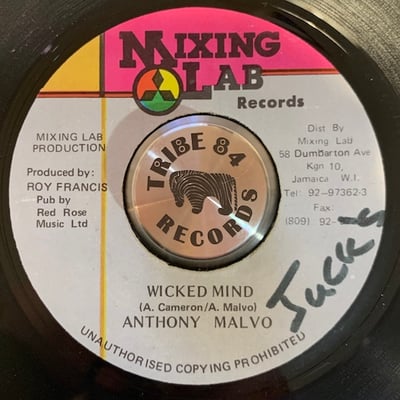 MIXING
LAB
Records
MIXING LAB
PRODUCTION
Produced by:
ROY FRANCIS
Pub by
Red Rose
Music Ltd
Dist By
Mixing Lab
58 Dumbarton Ave
Kgn 10,
Jamaica W.I.
Tel: 92-97362-3
Fax:
(809) 92-
TRIBE 84
RECORDS
WICKED MIND
(A. Cameron/A. Malvo)
ANTHONY MALVO
UNAUTHORISED COPYING PROHIBITED